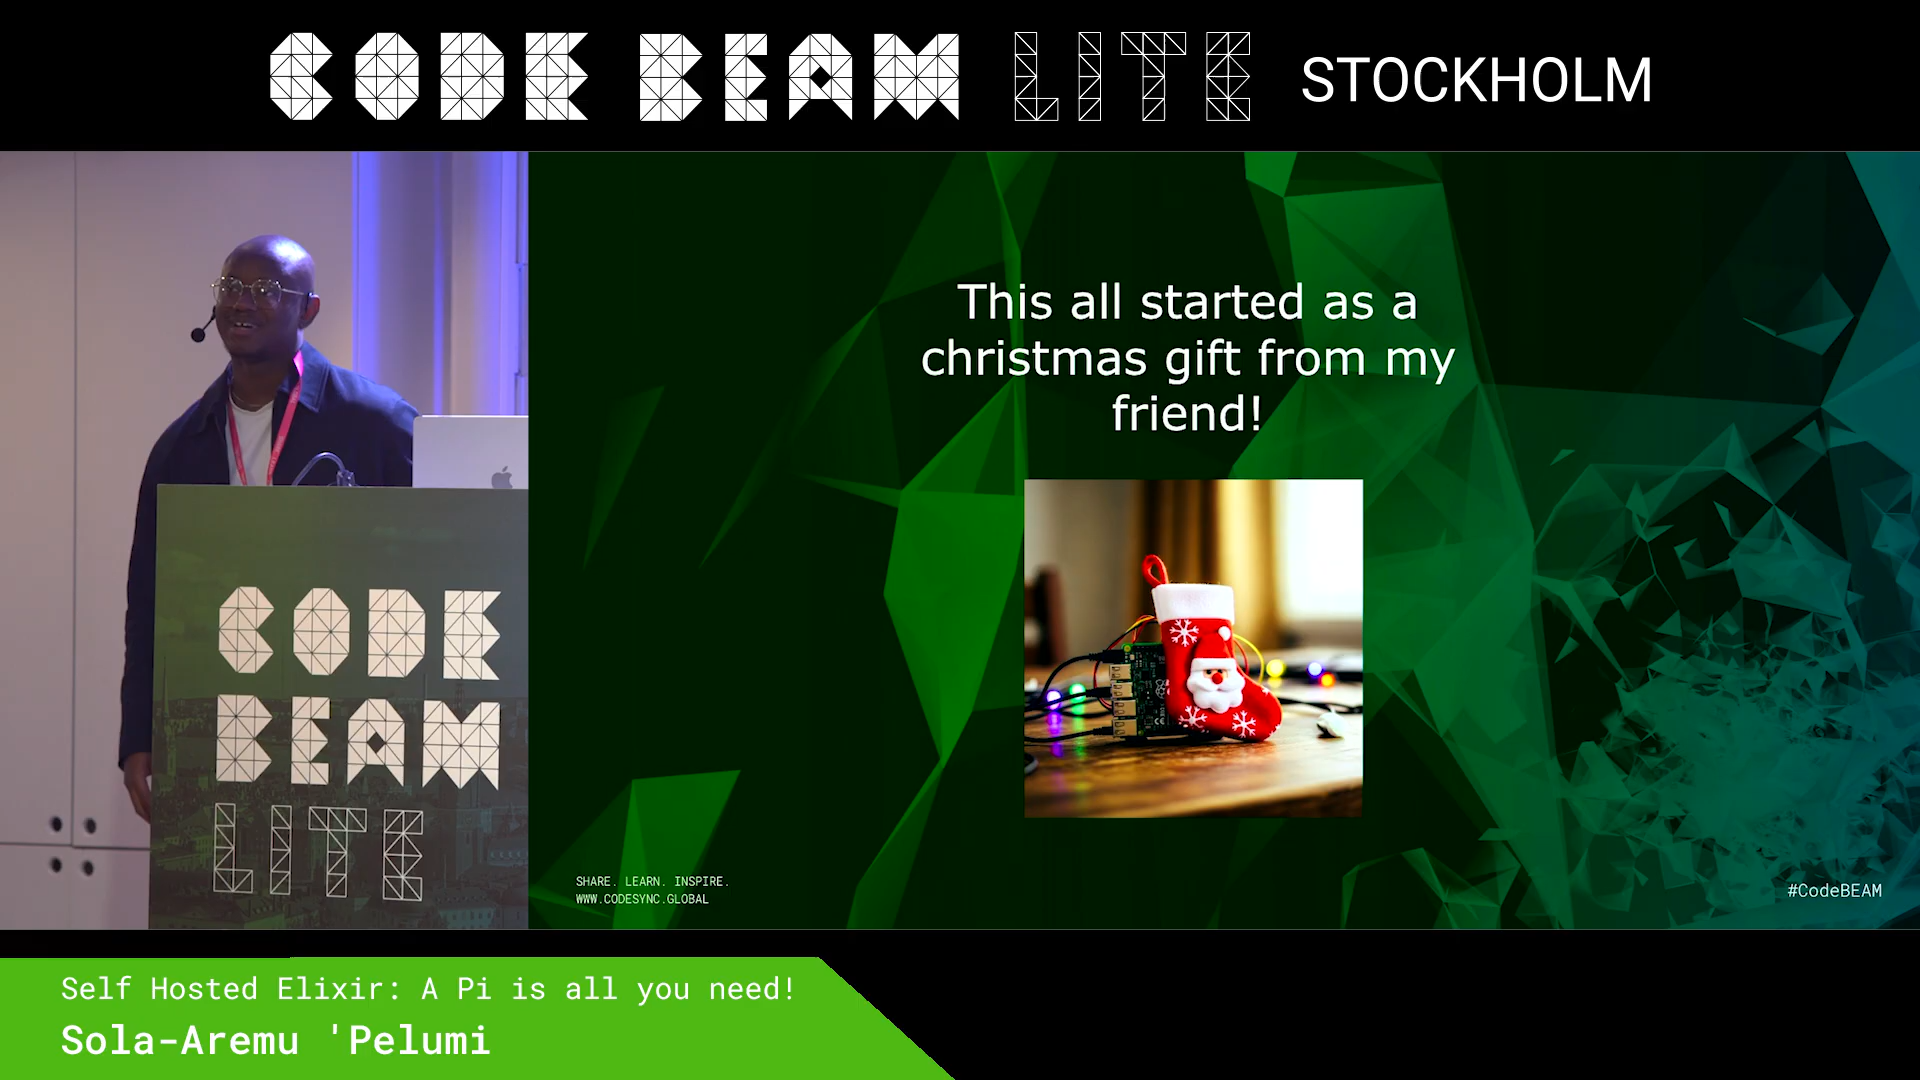 CODE BEAM LITE STOCKHOLM
This all started as a
christmas gift from my
friend!
CODE
BEAM
LITE
SHARE. LEARN. INSPIRE.
WWW.CODESYNC.GLOBAL
#CodeBEAM
Self Hosted Elixir: A Pi is all you need!
Sola-Aremu 'Pelumi